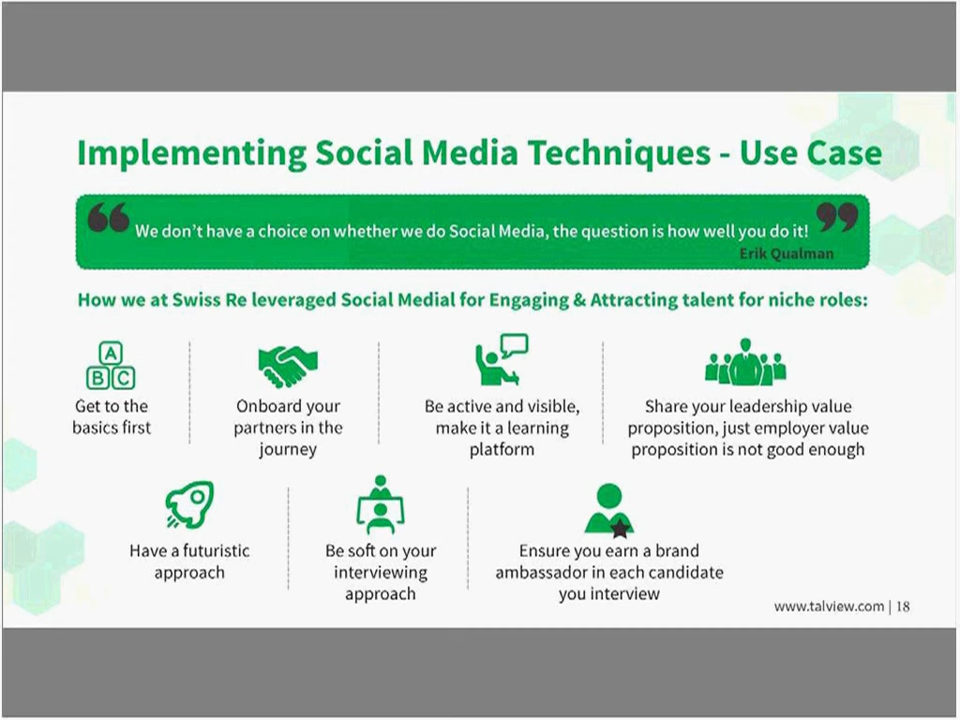 Implementing Social Media Techniques - Use Case
We don't have a choice on whether we do Social Media, the question is how well you do it!
Erik Qualman
How we at Swiss Re leveraged Social Medial for Engaging & Attracting talent for niche roles:
A
B C
Get to the
basics first
Onboard your
partners in the
journey
Be active and visible,
make it a learning
platform
Share your leadership value
proposition, just employer value
proposition is not good enough
Have a futuristic
approach
Be soft on your
interviewing
approach
Ensure you earn a brand
ambassador in each candidate
you interview
www.talview.com | 18